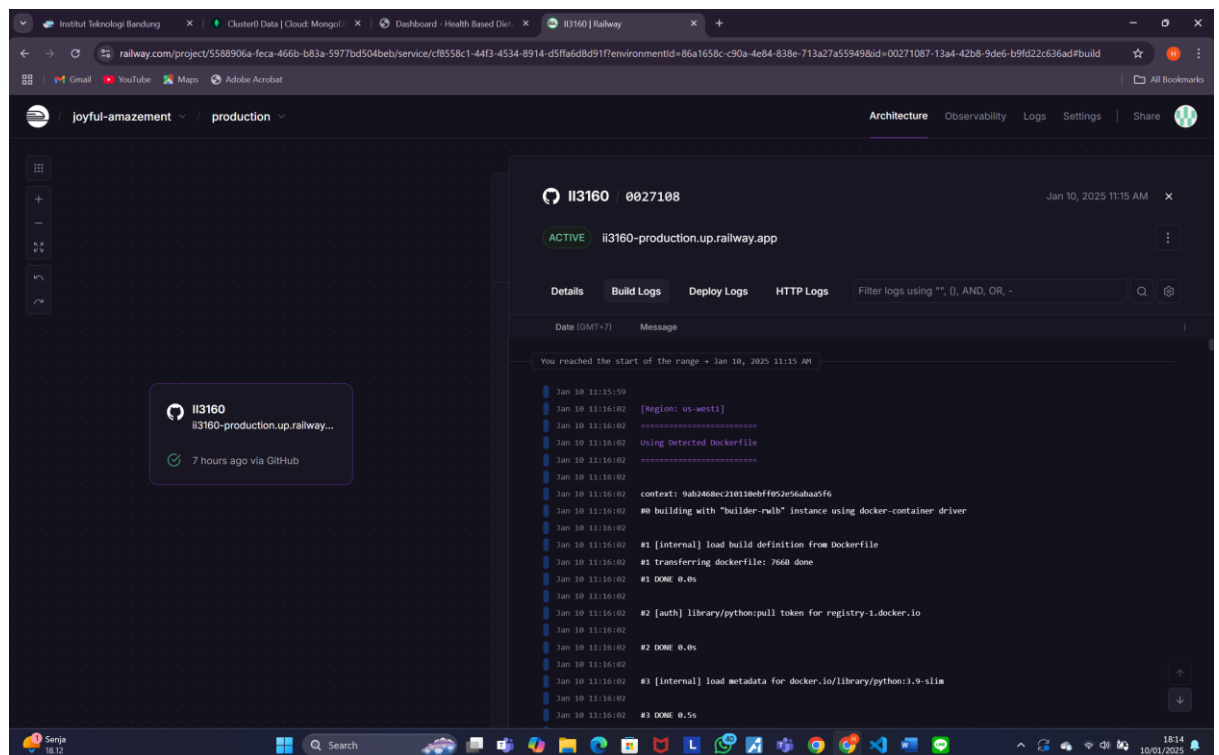 Institut Teknologi Bandung
Cluster0 Data | Cloud: MongoD
Dashboard - Health Based Diet
II3160 | Railway
railway.com/project/5588906a-feca-466b-b83a-5977bd504beb/service/cf8558c1-44f3-4534-8914-d5ffa6d8d91f?environmentId=86a1658c-c90a-4e84-838e-713a27a55949&id=00271087-13a4-42b8-9de6-b9fd22c636ad#build
H
Gmail YouTube Maps Adobe Acrobat
All Bookmarks
/ joyful-amazement / production
Architecture Observability Logs Settings Share
II3160 / 0027108
Jan 10, 2025 11:15 AM
ACTIVE ii3160-production.up.railway.app
Details Build Logs Deploy Logs HTTP Logs
Filter logs using "", (), AND, OR, -
Date (GMT+7) Message
You reached the start of the range → Jan 10, 2025 11:15 AM
II3160
ii3160-production.up.railway...
7 hours ago via GitHub
Jan 10 11:15:59
Jan 10 11:16:02 [Region: us-west1]
Jan 10 11:16:02 =========================
Jan 10 11:16:02 Using Detected Dockerfile
Jan 10 11:16:02 =========================
Jan 10 11:16:02
Jan 10 11:16:02 context: 9ab2468ec210110ebff052e56abaa5f6
Jan 10 11:16:02 #0 building with "builder-rwlb" instance using docker-container driver
Jan 10 11:16:02
Jan 10 11:16:02 #1 [internal] load build definition from Dockerfile
Jan 10 11:16:02 #1 transferring dockerfile: 766B done
Jan 10 11:16:02 #1 DONE 0.0s
Jan 10 11:16:02
Jan 10 11:16:02 #2 [auth] library/python:pull token for registry-1.docker.io
Jan 10 11:16:02
Jan 10 11:16:02 #2 DONE 0.0s
Jan 10 11:16:02
Jan 10 11:16:02 #3 [internal] load metadata for docker.io/library/python:3.9-slim
Jan 10 11:16:02
Jan 10 11:16:02 #3 DONE 0.5s
1
Senja
18.12
Search
L
40
18:14
10/01/2025